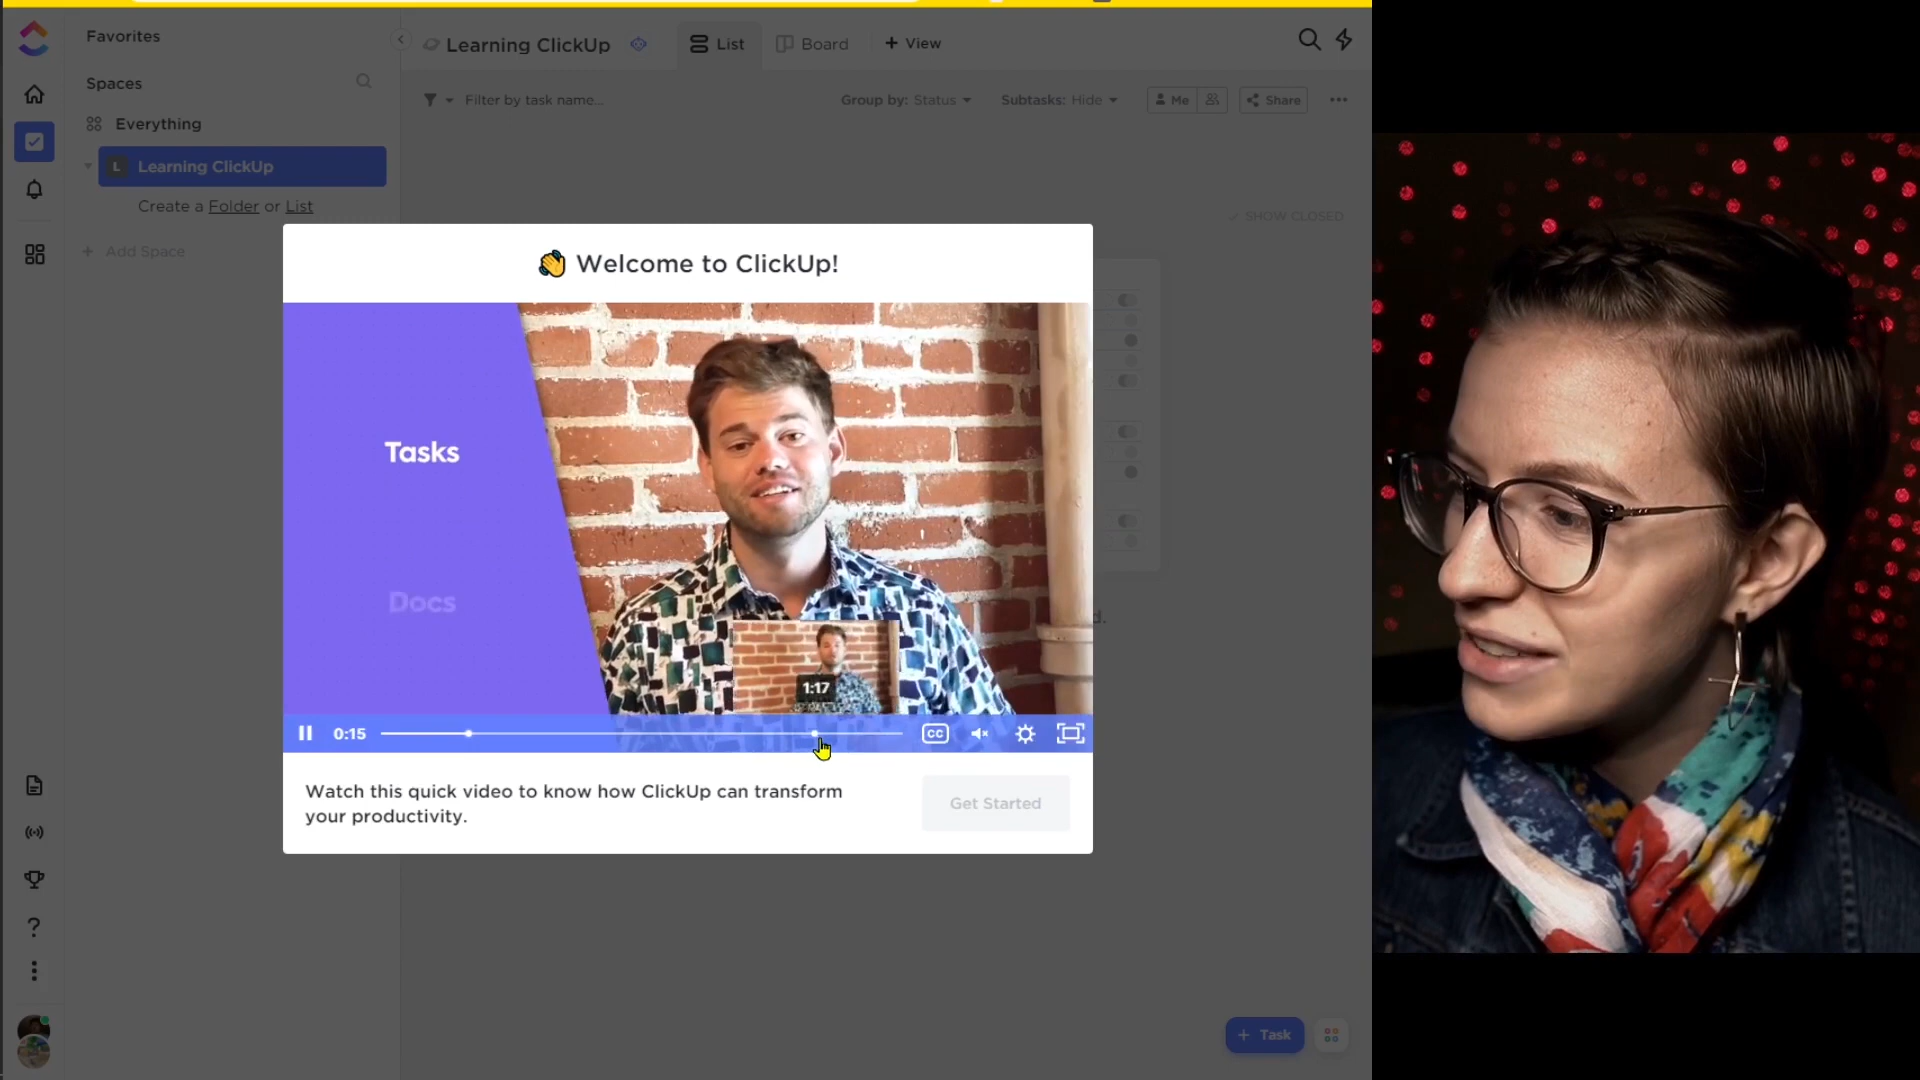 Favorites
Spaces
Everything
L Learning ClickUp
Create a Folder or List
+ Add Space
Learning ClickUp
List
Board
+ View
Filter by task name...
Group by: Status
Subtasks: Hide
Me
Share
SHOW CLOSED
👋 Welcome to ClickUp!
Tasks
Docs
1:17
0:15
CC
Watch this quick video to know how ClickUp can transform
your productivity.
Get Started
d.
+ Task